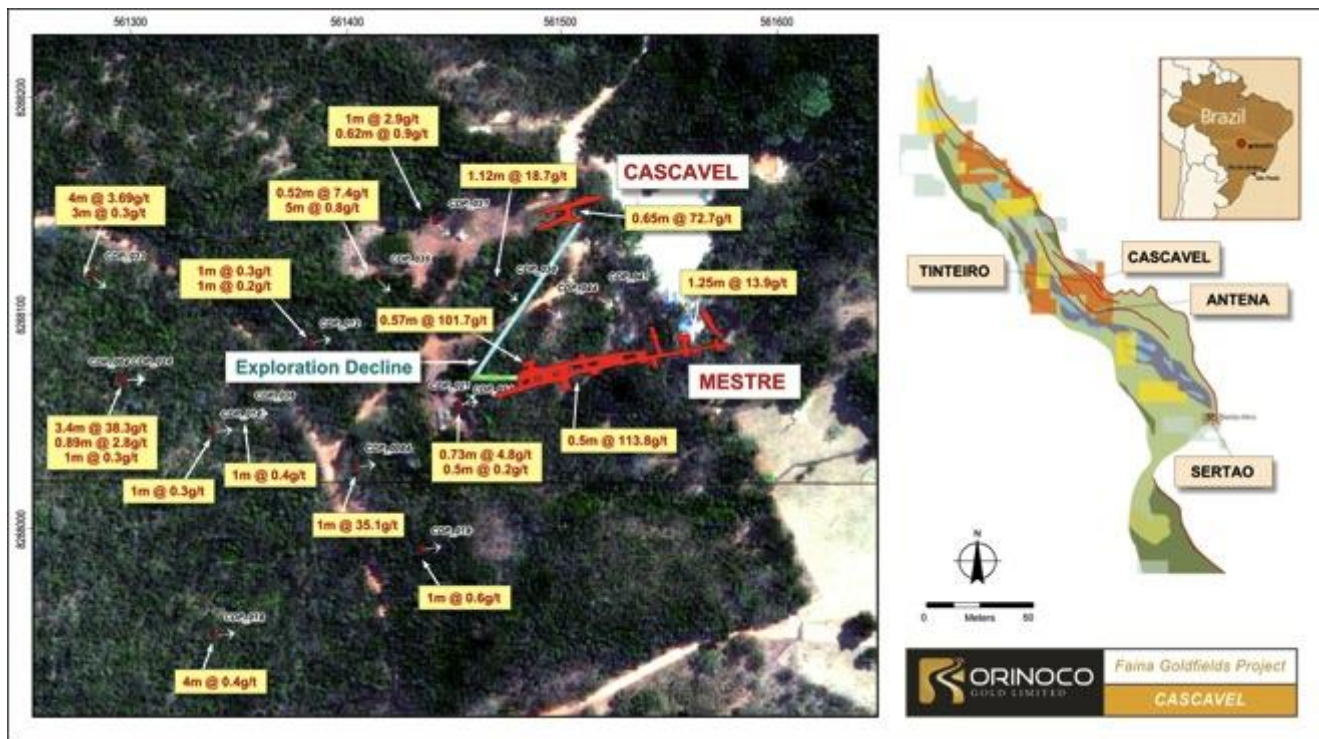 561300
561400
561500
561600
8288200
8288100
8288000
1m @ 2.9g/t
0.62m @ 0.9g/t
1.12m @ 18.7g/t
CASCAVEL
4m @ 3.69g/t
3m @ 0.3g/t
0.52m @ 7.4g/t
5m @ 0.8g/t
0.65m @ 72.7g/t
1m @ 0.3g/t
1m @ 0.2g/t
1.25m @ 13.9g/t
0.57m @ 101.7g/t
Exploration Decline
MESTRE
3.4m @ 38.3g/t
0.89m @ 2.8g/t
1m @ 0.3g/t
0.5m @ 113.8g/t
0.73m @ 4.8g/t
0.5m @ 0.2g/t
1m @ 0.4g/t
1m @ 0.3g/t
1m @ 35.1g/t
CDP_019
1m @ 0.6g/t
CDP_018
4m @ 0.4g/t
Brazil
TINTEIRO
CASCAVEL
ANTENA
SERTAO
N
0
Meters
50
ORINOCO
GOLD LIMITED
Faina Goldfields Project
CASCAVEL